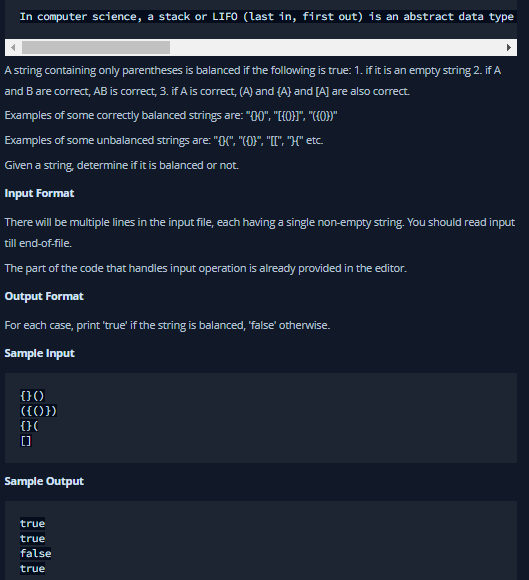 In computer science, a stack or LIFO (last in, first out) is an abstract data type
A string containing only parentheses is balanced if the following is true: 1. if it is an empty string 2. if A
and B are correct, AB is correct, 3. if A is correct, (A) and {A} and [A] are also correct.
Examples of some correctly balanced strings are: "{}()", "[{()}]", "({()})"
Examples of some unbalanced strings are: "{}(", "({)}", "[[", "}{" etc.
Given a string, determine if it is balanced or not.
Input Format
There will be multiple lines in the input file, each having a single non-empty string. You should read input
till end-of-file.
The part of the code that handles input operation is already provided in the editor.
Output Format
For each case, print 'true' if the string is balanced, 'false' otherwise.
Sample Input
{}()
({()})
{}(
[]
Sample Output
true
true
false
true